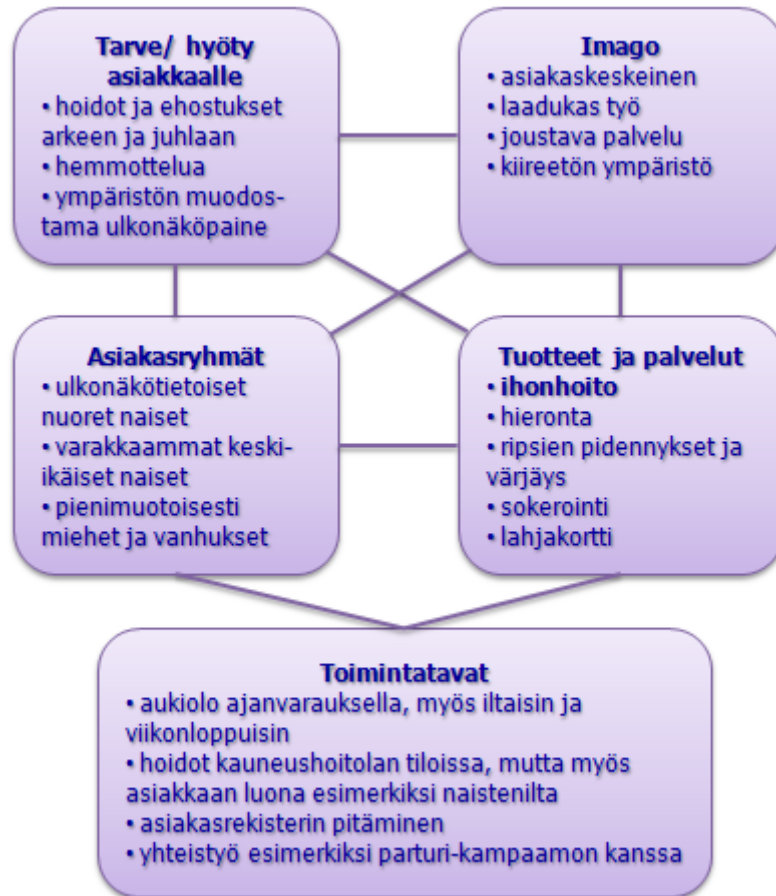 Tarve/ hyöty
asiakkaalle
• hoidot ja ehostukset
arkeen ja juhlaan
• hemmottelua
• ympäristön muodos-
tama ulkonäköpaine
Imago
• asiakaskeskeinen
• laadukas työ
• joustava palvelu
• kiireetön ympäristö
Asiakasryhmät
• ulkonäkötietoiset
nuoret naiset
• varakkaammat keski-
ikäiset naiset
• pienimuotoisesti
miehet ja vanhukset
Tuotteet ja palvelut
• ihonhoito
• hieronta
• ripsien pidennykset ja
värjäys
• sokerointi
• lahjakortti
Toimintatavat
• aukiolo ajanvarauksella, myös iltaisin ja
viikonloppuisin
• hoidot kauneushoitolan tiloissa, mutta myös
asiakkaan luona esimerkiksi naistenilta
• asiakasrekisterin pitäminen
• yhteistyö esimerkiksi parturi-kampaamon kanssa